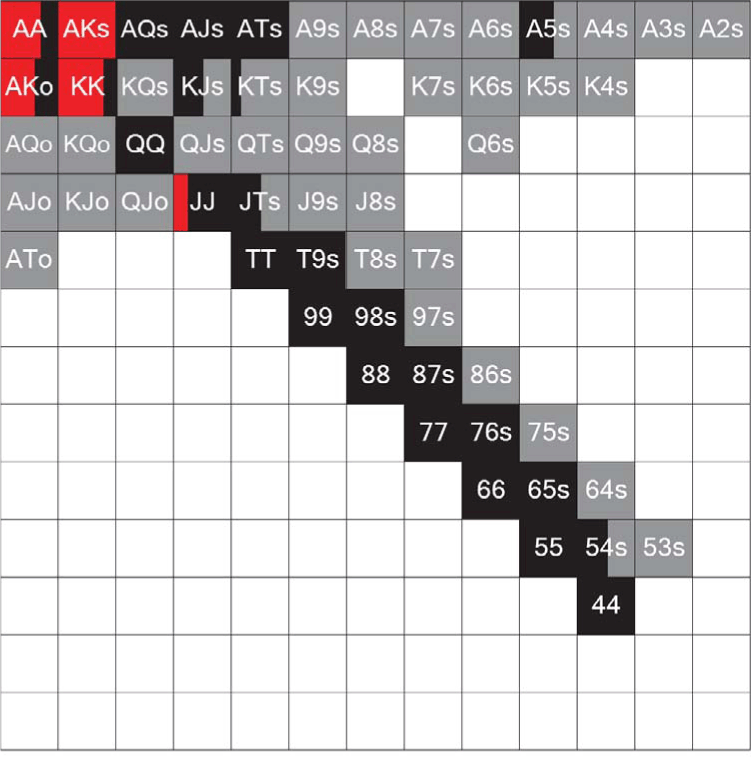 AA AKs AQs AJs ATs A9s A8s A7s A6s A5s A4s A3s A2s
AKo KK KQs KJs KTs K9s K7s K6s K5s K4s
AQo KQo QQ QJs QTs Q9s Q8s Q6s
AJo KJo QJo JJ JTs J9s J8s
ATo TT T9s T8s T7s
99 98s 97s
88 87s 86s
77 76s 75s
66 65s 64s
55 54s 53s
44